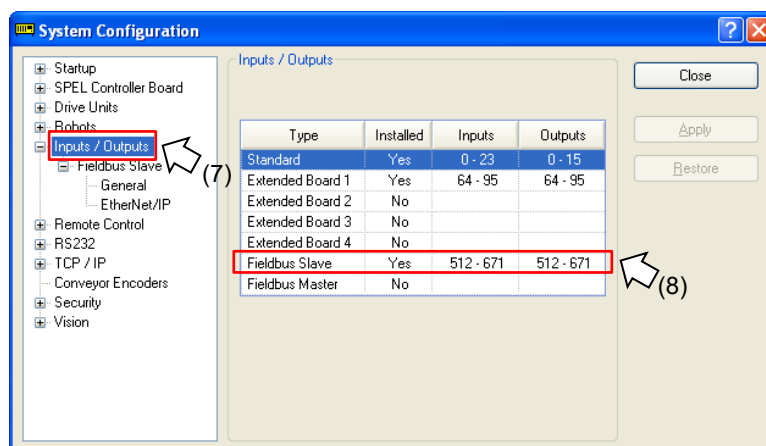 System Configuration
Startup
SPEL Controller Board
Drive Units
Robots
Inputs / Outputs
Fieldbus Slave
General
EtherNet/IP
Remote Control
RS232
TCP / IP
Conveyor Encoders
Security
Vision
(7)
Inputs / Outputs
Type Installed Inputs Outputs
Standard Yes 0 - 23 0 - 15
Extended Board 1 Yes 64 - 95 64 - 95
Extended Board 2 No
Extended Board 3 No
Extended Board 4 No
Fieldbus Slave Yes 512 - 671 512 - 671
Fieldbus Master No
(8)
Close
Apply
Restore